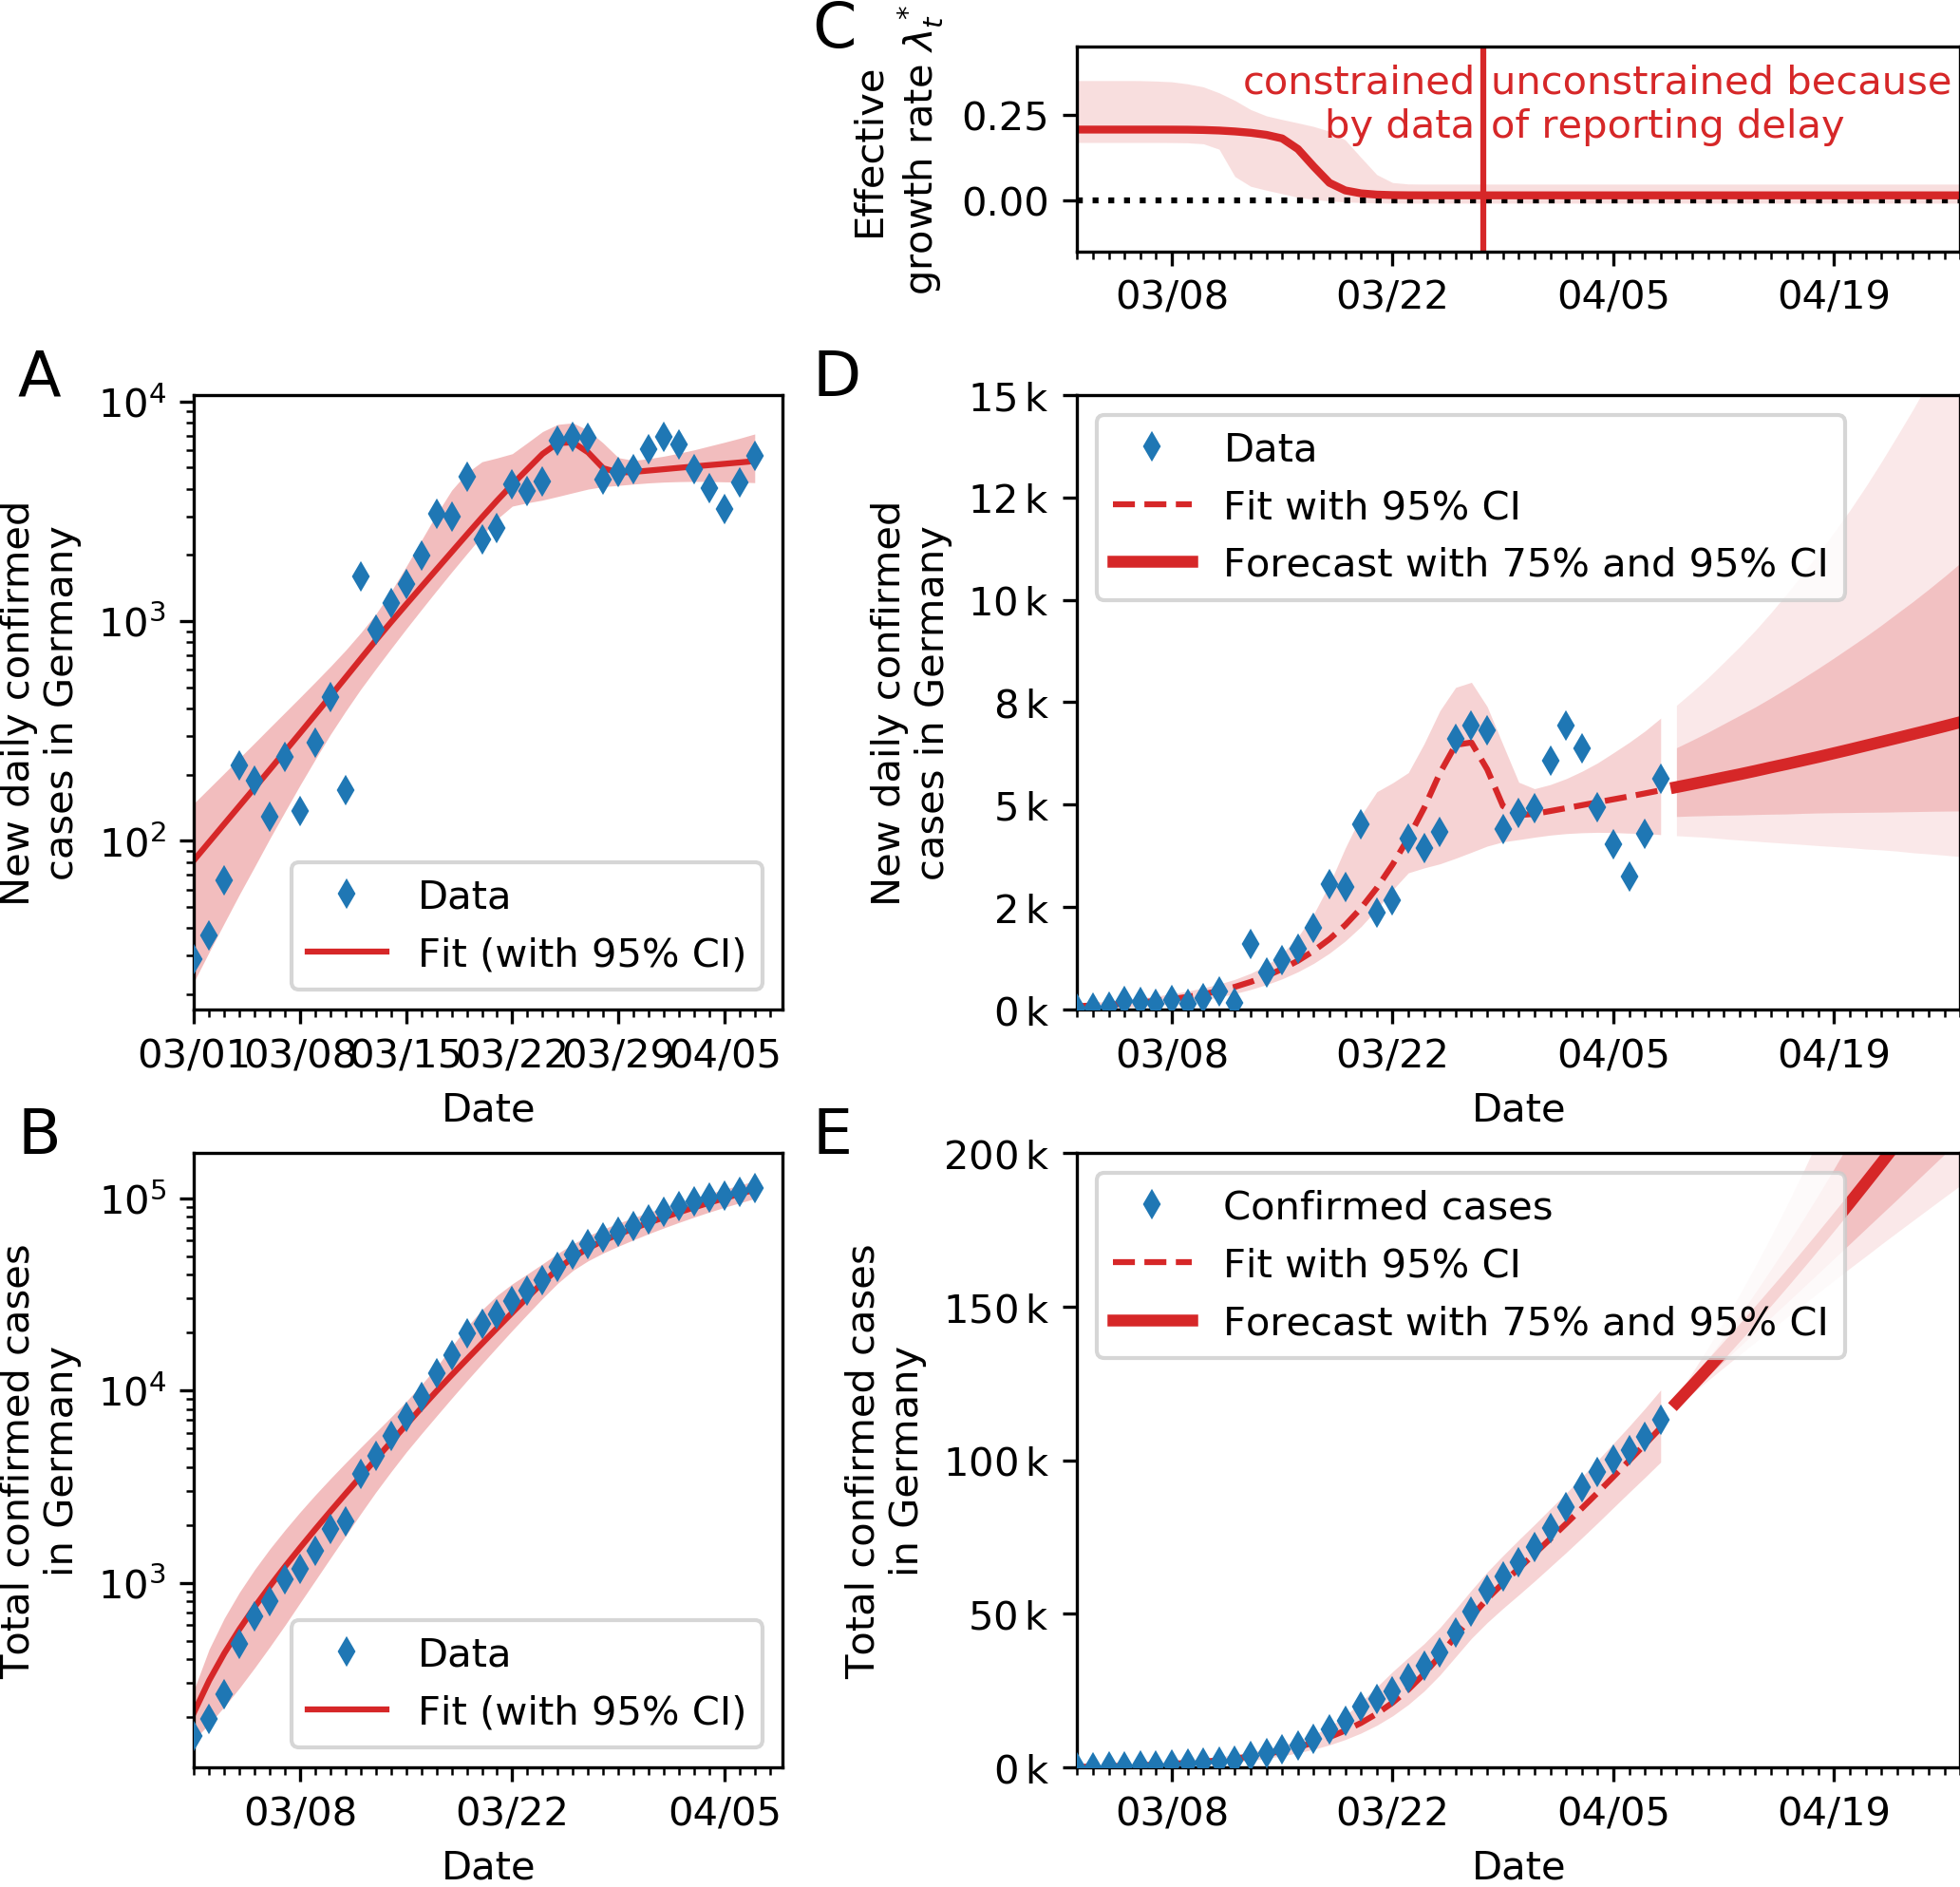 C
Effective
growth rate λ*t
0.25
0.00
constrained
by data
unconstrained because
of reporting delay
03/08
03/22
04/05
04/19
A
New daily confirmed
cases in Germany
10⁴
10³
10²
Data
Fit (with 95% CI)
03/01
03/08
03/15
03/22
03/29
04/05
Date
D
New daily confirmed
cases in Germany
15 k
12 k
10 k
8 k
5 k
2 k
0 k
Data
Fit with 95% CI
Forecast with 75% and 95% CI
03/08
03/22
04/05
04/19
Date
B
Total confirmed cases
in Germany
10⁵
10⁴
10³
Data
Fit (with 95% CI)
03/08
03/22
04/05
Date
E
Total confirmed cases
in Germany
200 k
150 k
100 k
50 k
0 k
Confirmed cases
Fit with 95% CI
Forecast with 75% and 95% CI
03/08
03/22
04/05
04/19
Date